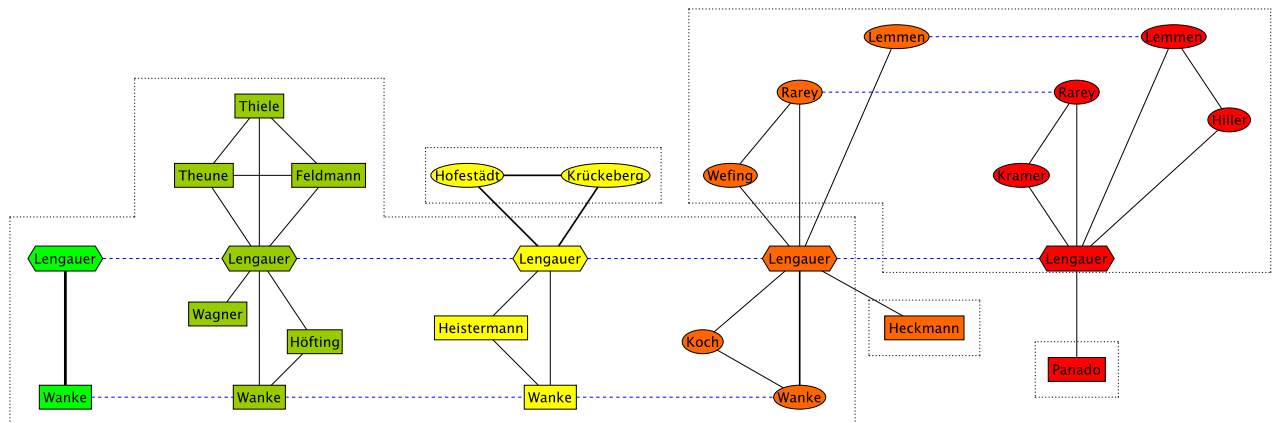 Lemmen
Lemmen
Rarey
Rarey
Thiele
Hiller
Theune
Feldmann
Hofestädt
Krückeberg
Wefing
Kramer
Lengauer
Lengauer
Lengauer
Lengauer
Lengauer
Wagner
Heistermann
Heckmann
Höfting
Koch
Panado
Wanke
Wanke
Wanke
Wanke